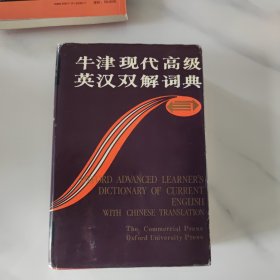 牛津现代高级
英汉双解词典
ORD ADVANCED LEARNER'S
DICTIONARY OF CURRENT
ENGLISH
WITH CHINESE TRANSLATION
The Commercial Press
Oxford University Press